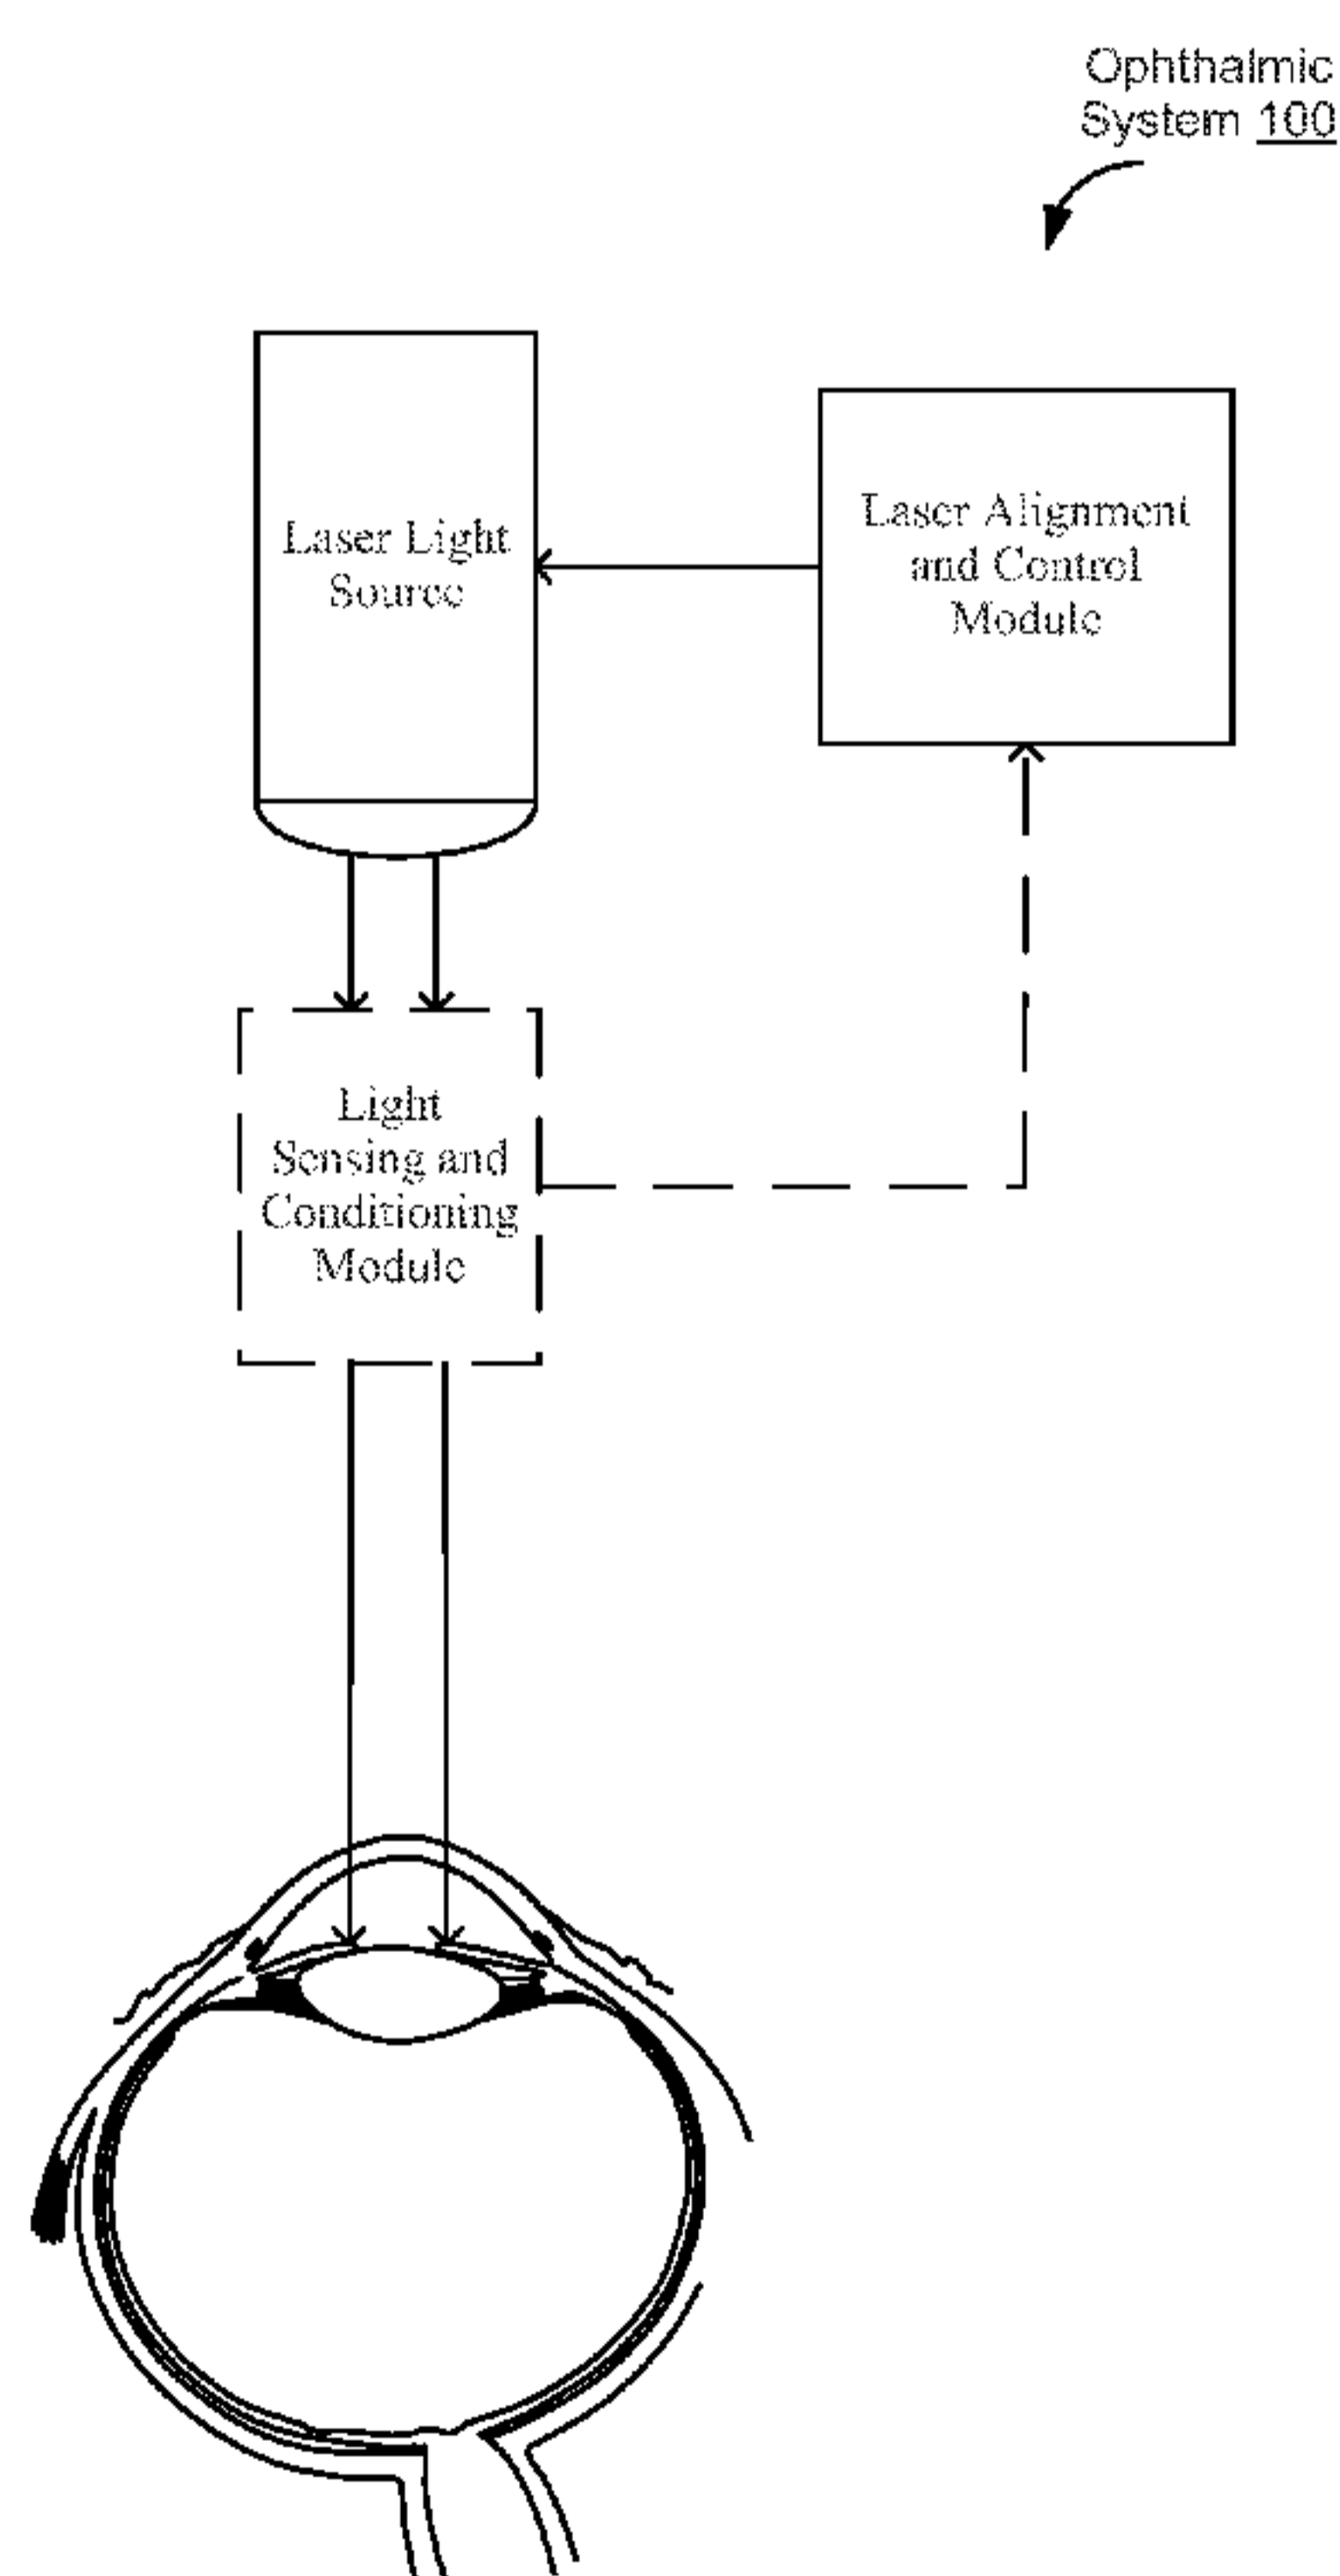 Ophthalmic
System 100
Laser Light
Source
Laser Alignment
and Control
Module
Light
Sensing and
Conditioning
Module